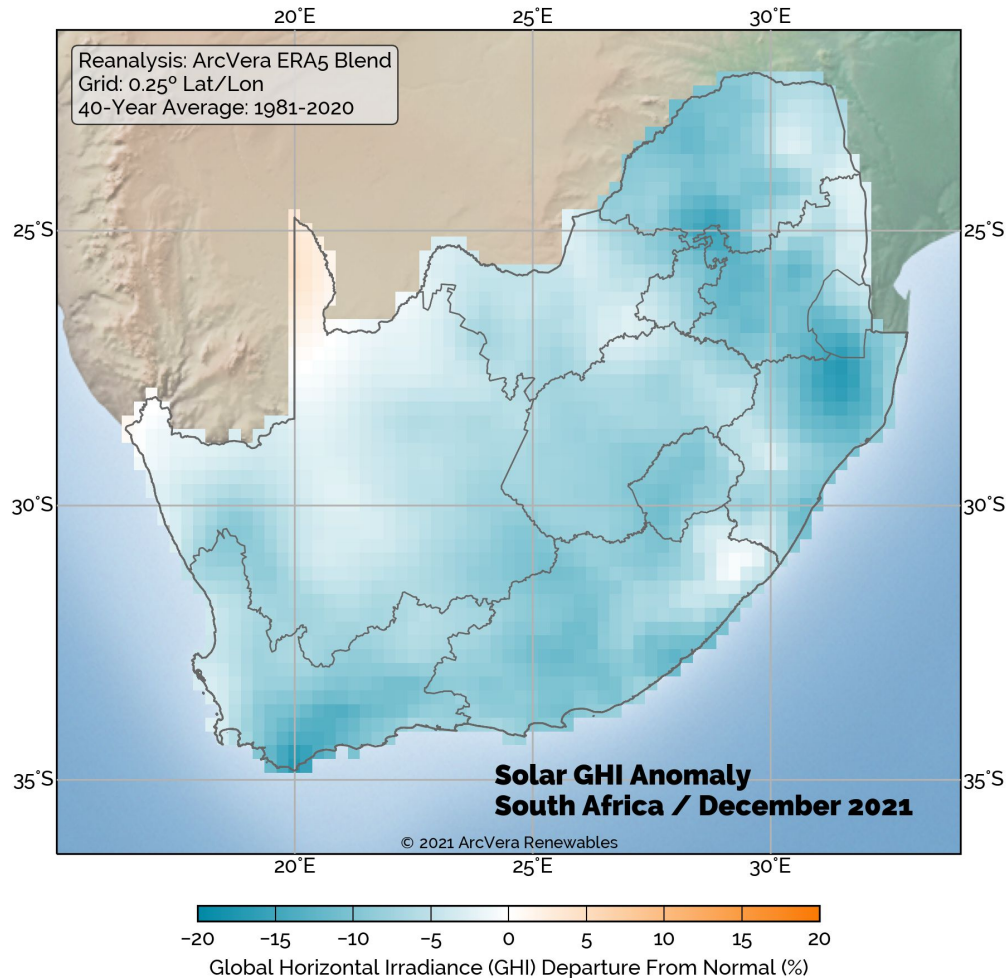 20°E 25°E 30°E
Reanalysis: ArcVera ERA5 Blend
Grid: 0.25º Lat/Lon
40-Year Average: 1981-2020
25°S 25°S
30°S 30°S
35°S 35°S
Solar GHI Anomaly
South Africa / December 2021
© 2021 ArcVera Renewables
20°E 25°E 30°E
−20 −15 −10 −5 0 5 10 15 20
Global Horizontal Irradiance (GHI) Departure From Normal (%)